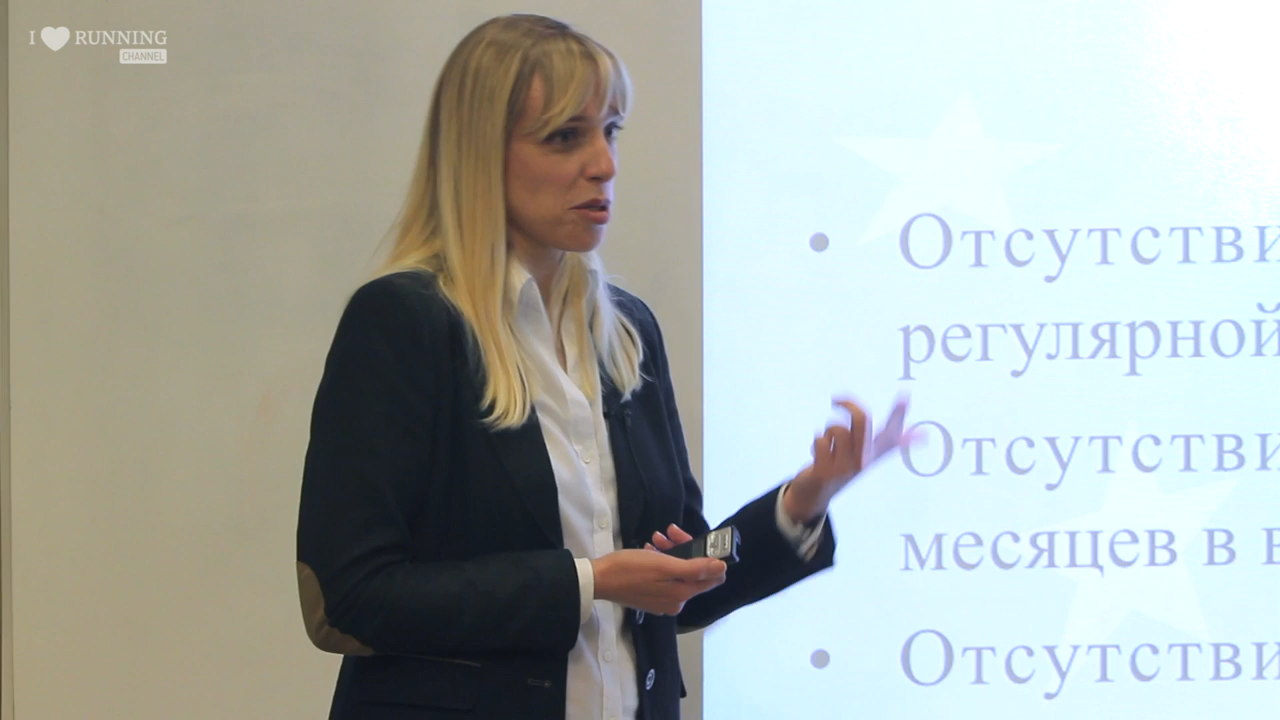 I ❤ RUNNING
CHANNEL
• Отсутстви
регулярной
Отсутстви
месяцев в в
• Отсутстви